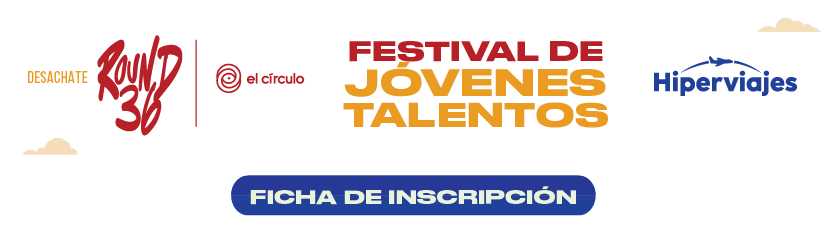 DESACHATE
ROUND
36
el círculo
FESTIVAL DE
JÓVENES
TALENTOS
Hiperviajes
FICHA DE INSCRIPCIÓN